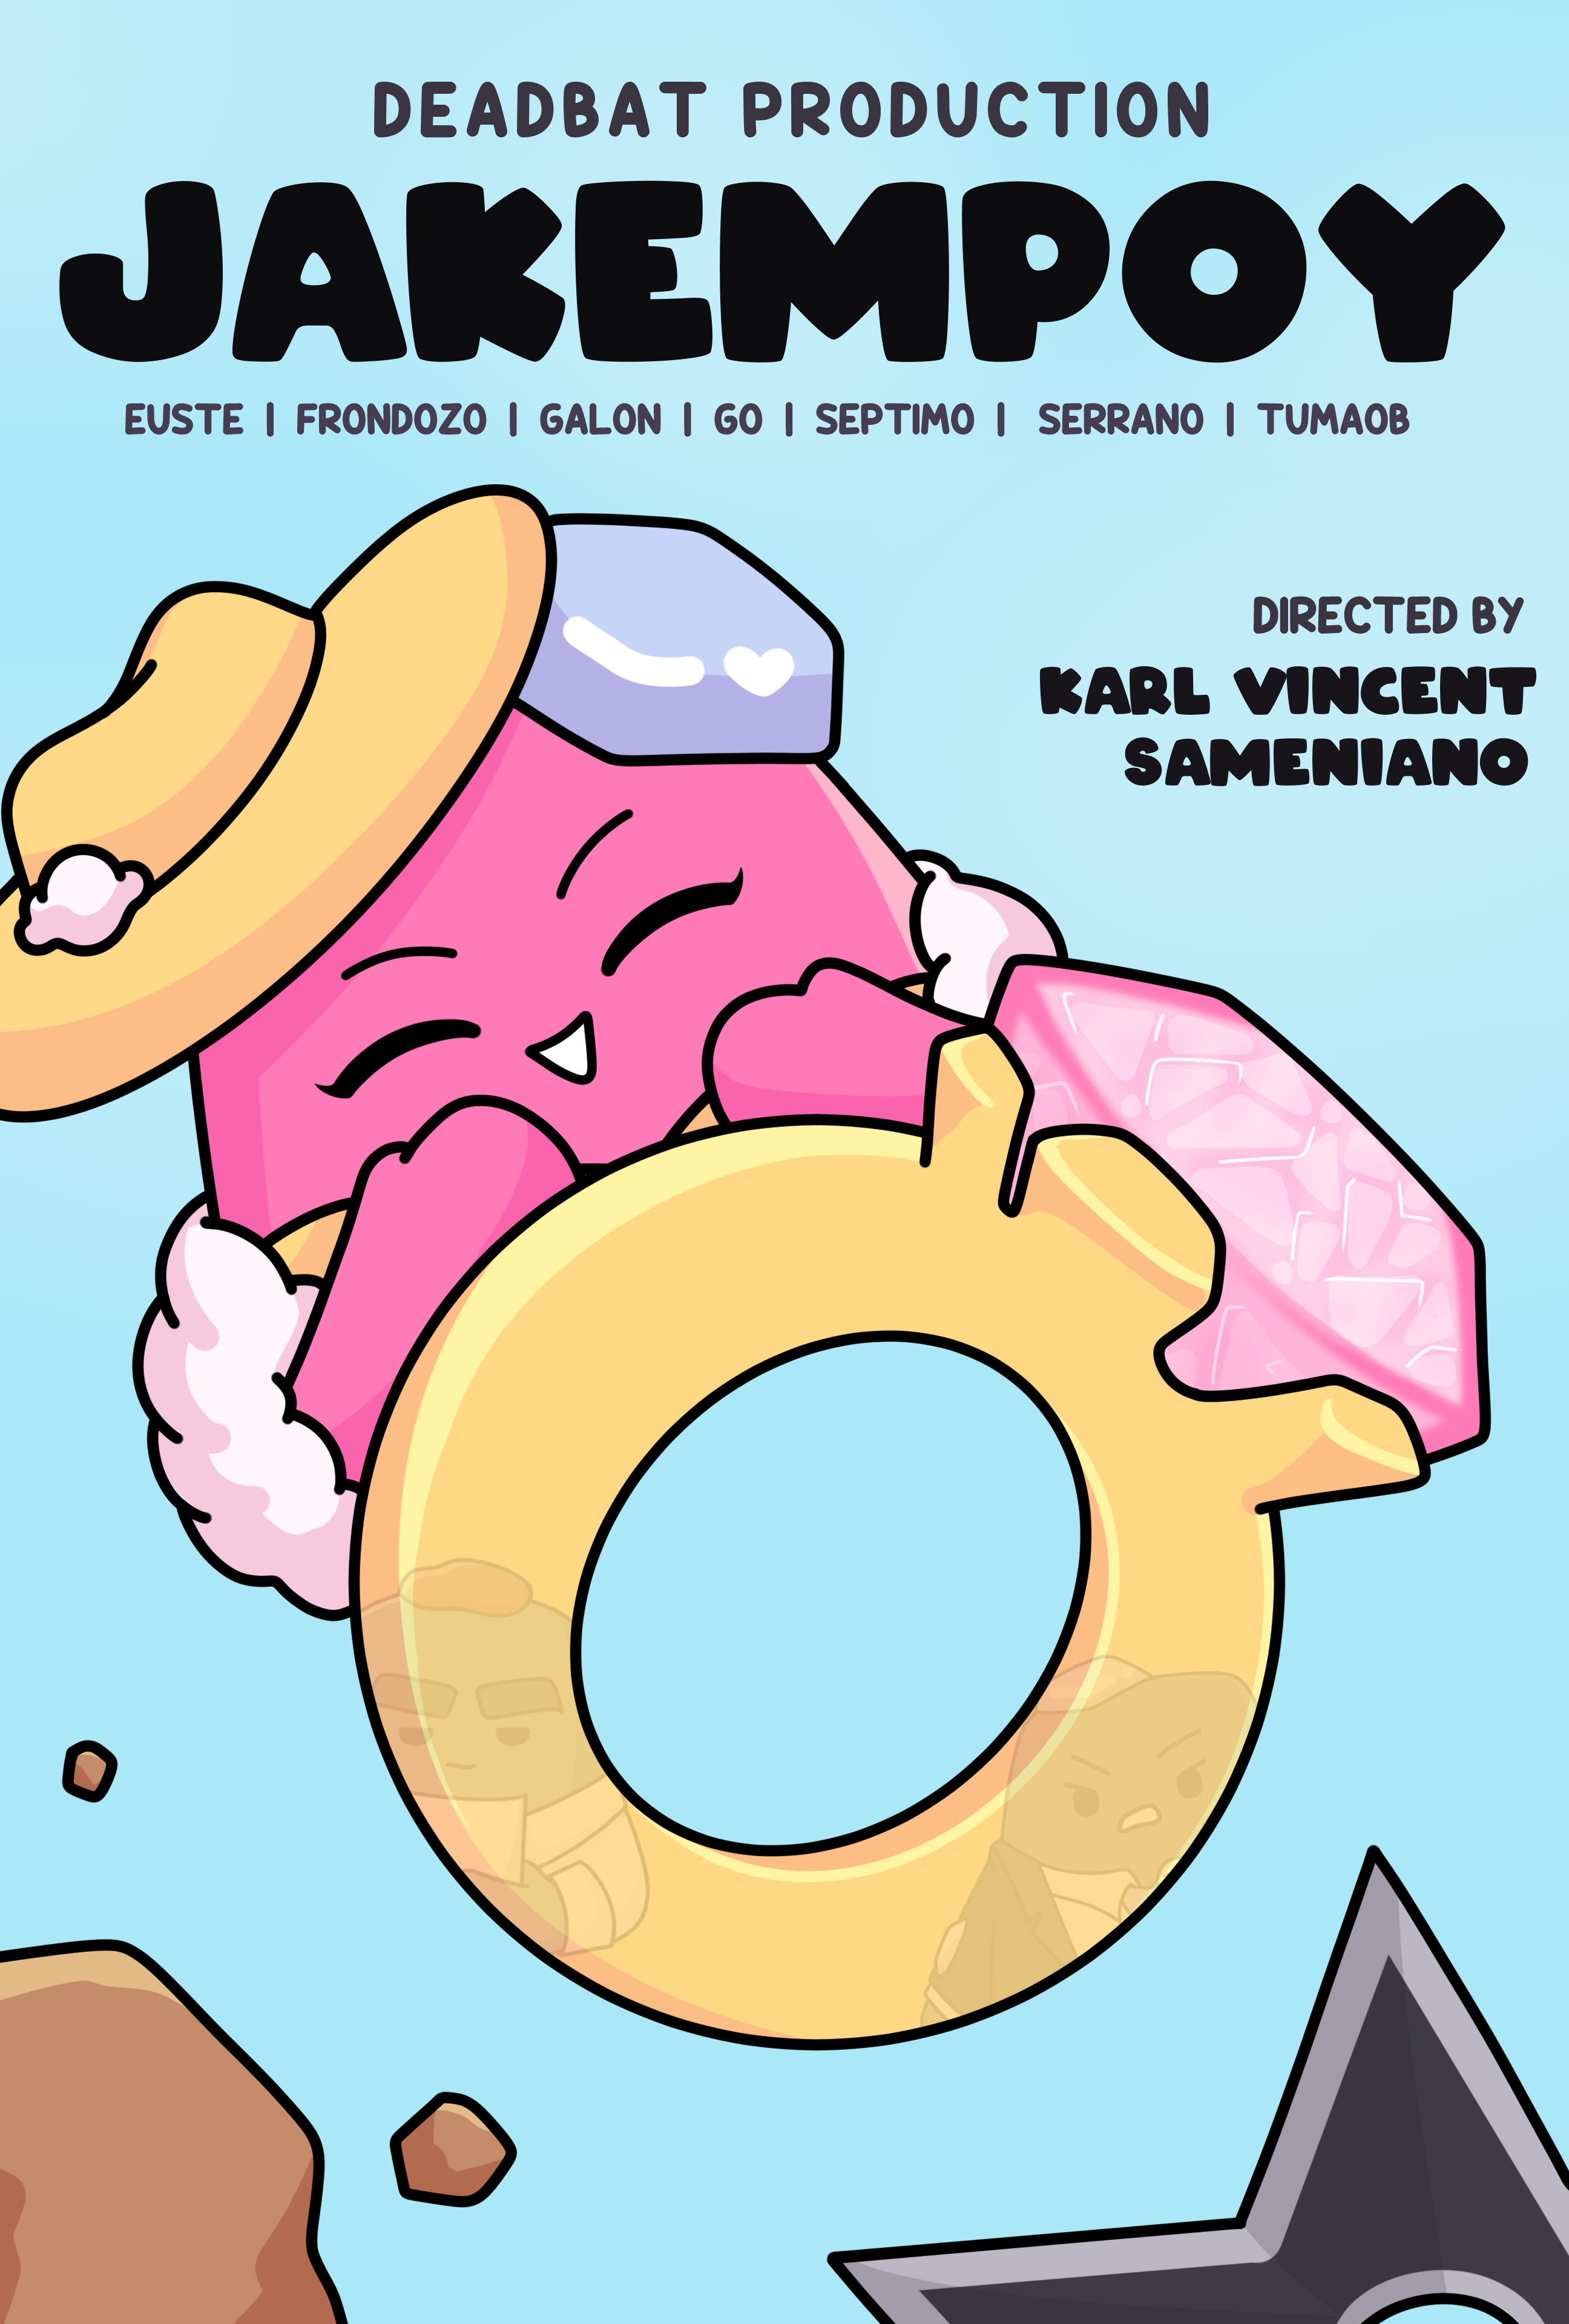 DEADBAT PRODUCTION
JAKEMPOY
EUSTE | FRONDOZO | GALON | GO | SEPTIMO | SERRANO | TUMAOB
DIRECTED BY
KARL VINCENT
SAMENIANO